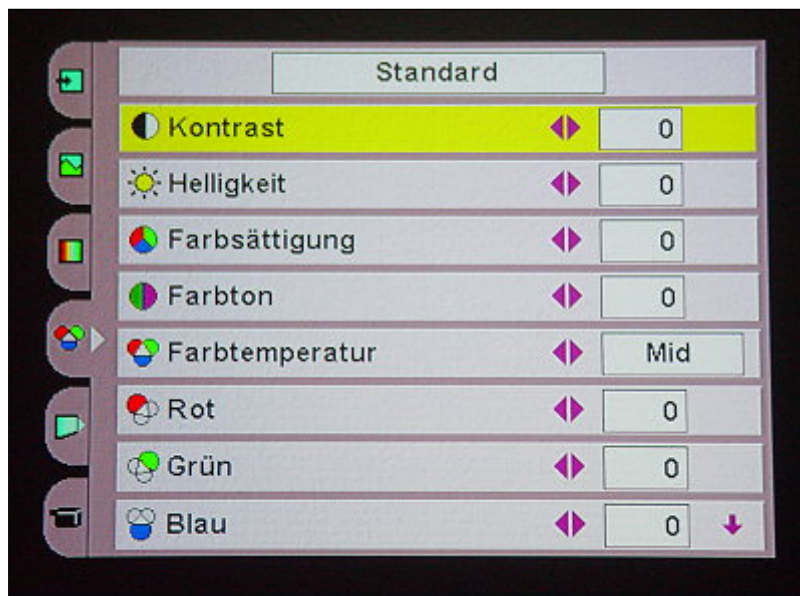 Standard
Kontrast 0
Helligkeit 0
Farbsättigung 0
Farbton 0
Farbtemperatur Mid
Rot 0
Grün 0
Blau 0